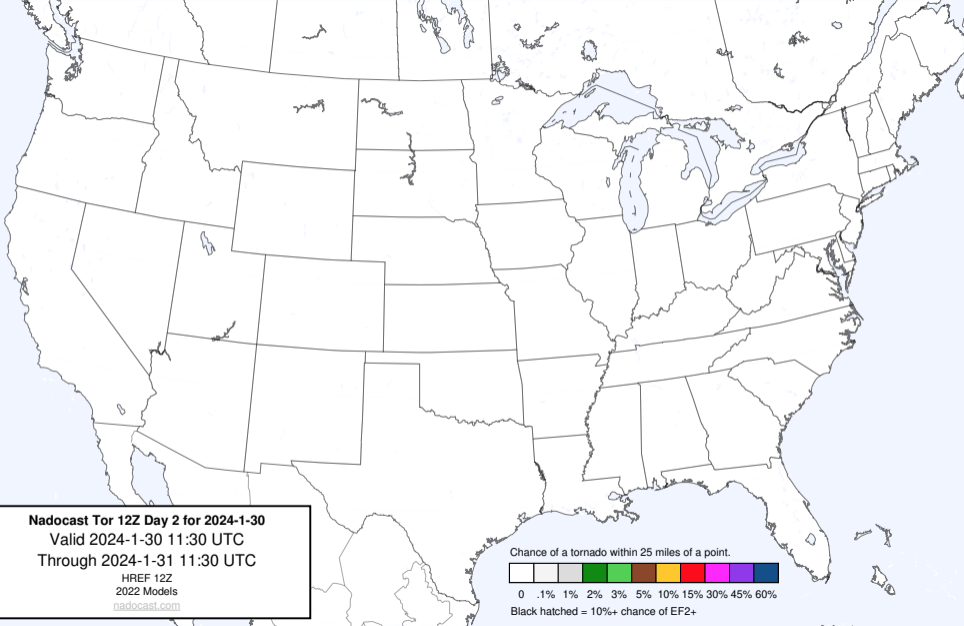 Nadocast Tor 12Z Day 2 for 2024-1-30
Valid 2024-1-30 11:30 UTC
Through 2024-1-31 11:30 UTC
HREF 12Z
2022 Models
nadocast.com
Chance of a tornado within 25 miles of a point.
0 .1% 1% 2% 3% 5% 10% 15% 30% 45% 60%
Black hatched = 10%+ chance of EF2+